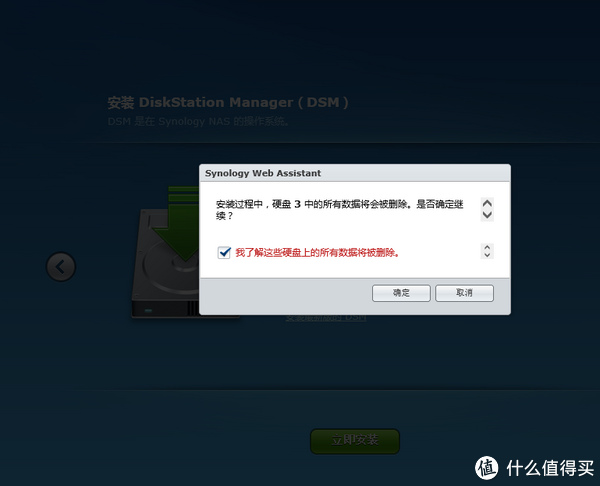 安装 DiskStation Manager (DSM)
DSM 是在 Synology NAS 的操作系统。
Synology Web Assistant
安装过程中，硬盘 3 中的所有数据将会被删除。是否确定继
续？
我了解这些硬盘上的所有数据将被删除。
确定 取消
立即安装
值 什么值得买